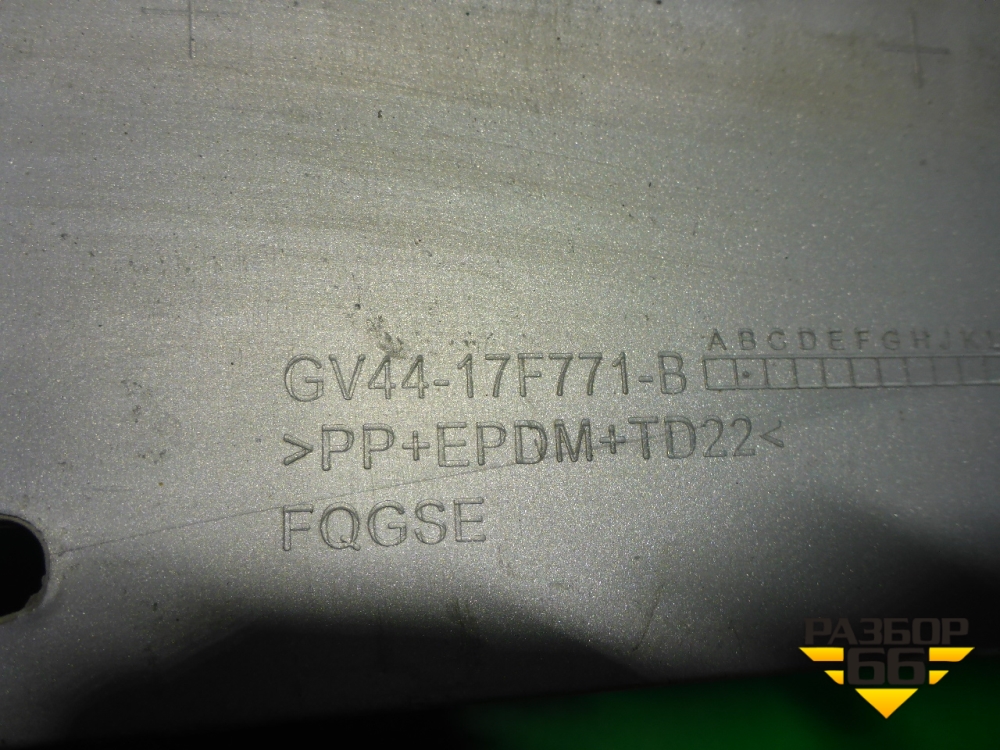 A B C D E F G H J K L
GV44-17F771-B
>PP+EPDM+TD22<
FQGSE
РАЗБОР
66